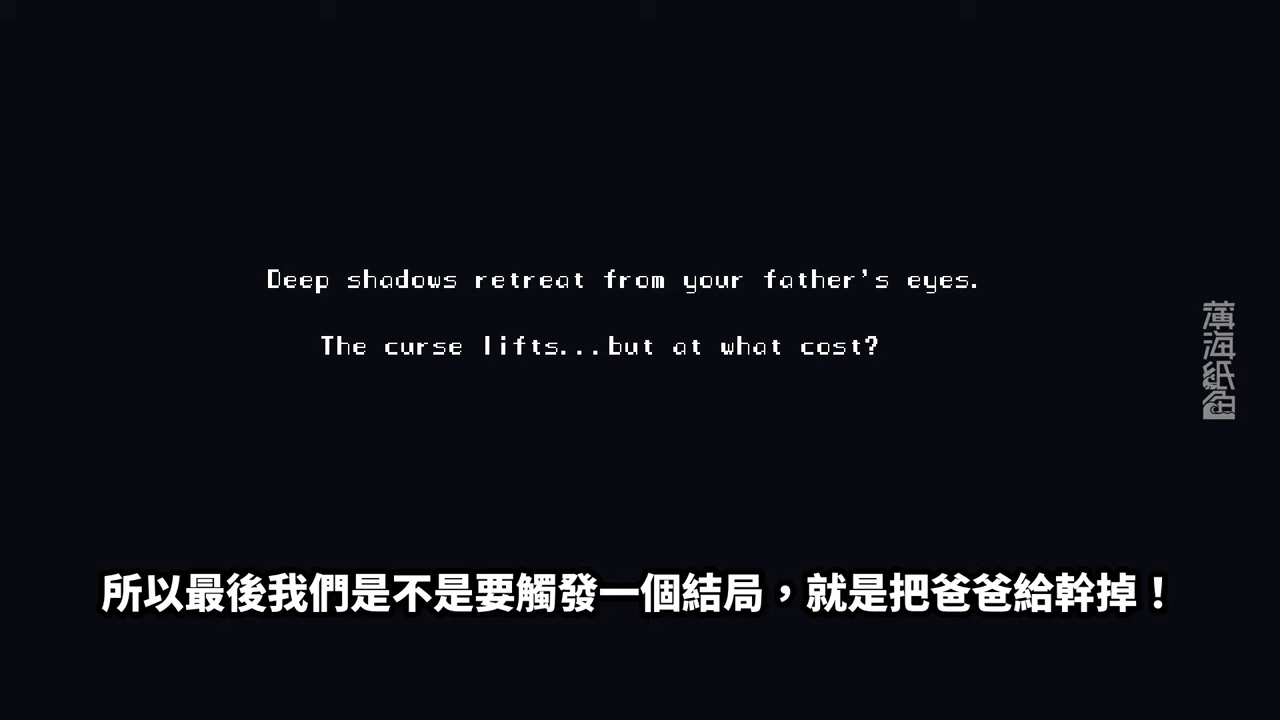 Deep shadows retreat from your father's eyes.
The curse lifts...but at what cost?
薄海紙魚
所以最後我們是不是要觸發一個結局，就是把爸爸給幹掉！